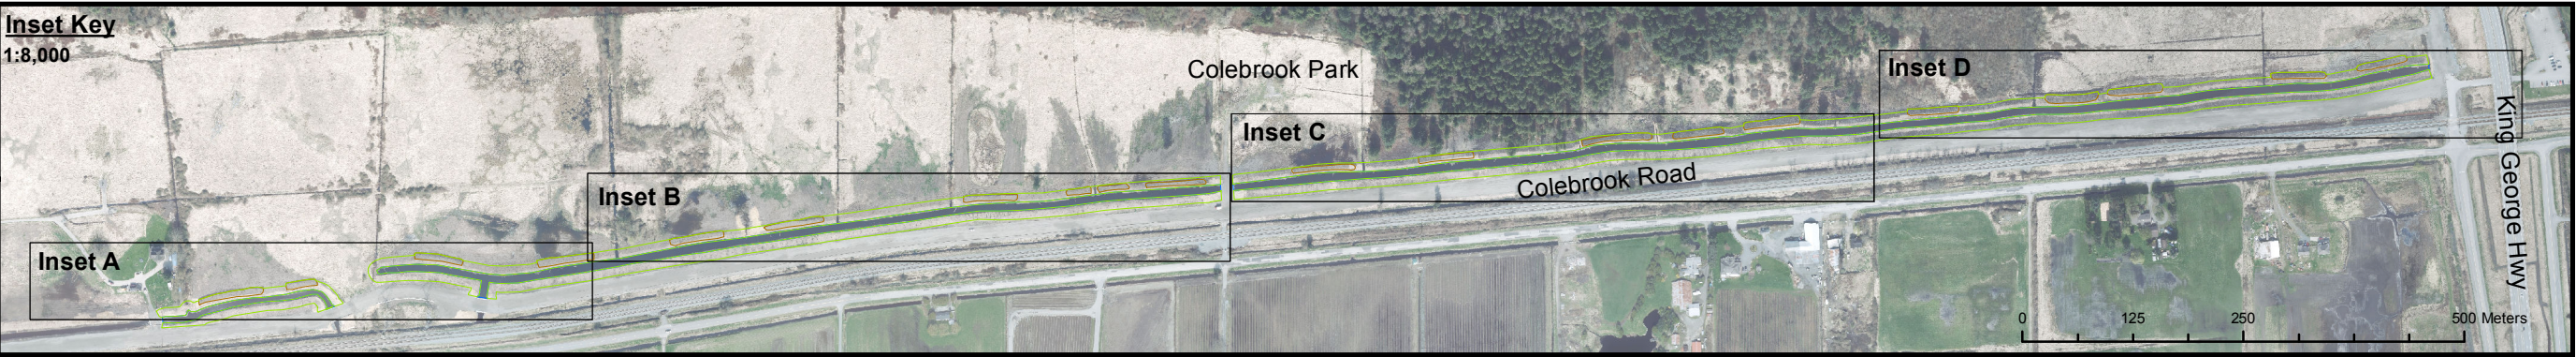 Inset Key
1:8,000
Colebrook Park
Inset D
Inset C
King George Hwy
Colebrook Road
Inset B
Inset A
0 125 250 500 Meters